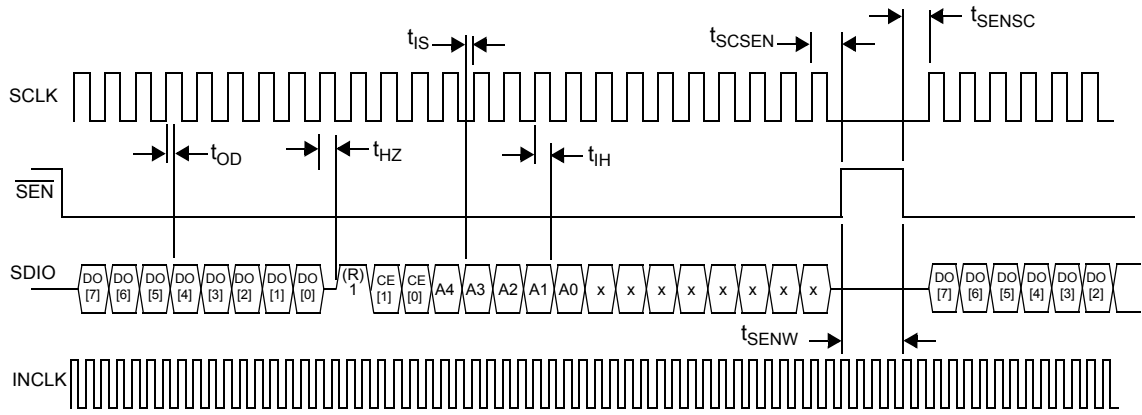 tSENSC
tIS
tSCSEN
SCLK
tOD
tHZ
tIH
SEN
SDIO
DO [7]
DO [6]
DO [5]
DO [4]
DO [3]
DO [2]
DO [1]
DO [0]
(R) 1
CE [1]
CE [0]
A4
A3
A2
A1
A0
x
x
x
x
x
x
x
x
DO [7]
DO [6]
DO [5]
DO [4]
DO [3]
DO [2]
tSENW
INCLK